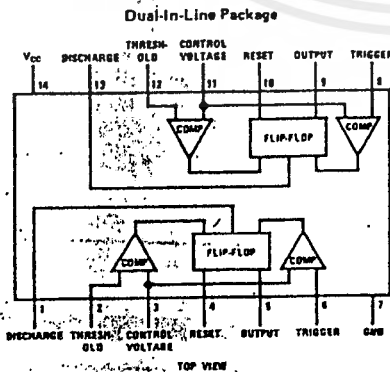 Dual-In-Line Package
VCC DISCHARGE THRESH-OLD CONTROL VOLTAGE RESET OUTPUT TRIGGER
14 13 12 11 10 9 8
COMP FLIP-FLOP COMP
COMP FLIP-FLOP COMP
1 2 3 4 5 6 7
DISCHARGE THRESH-OLD CONTROL VOLTAGE RESET OUTPUT TRIGGER GND
TOP VIEW